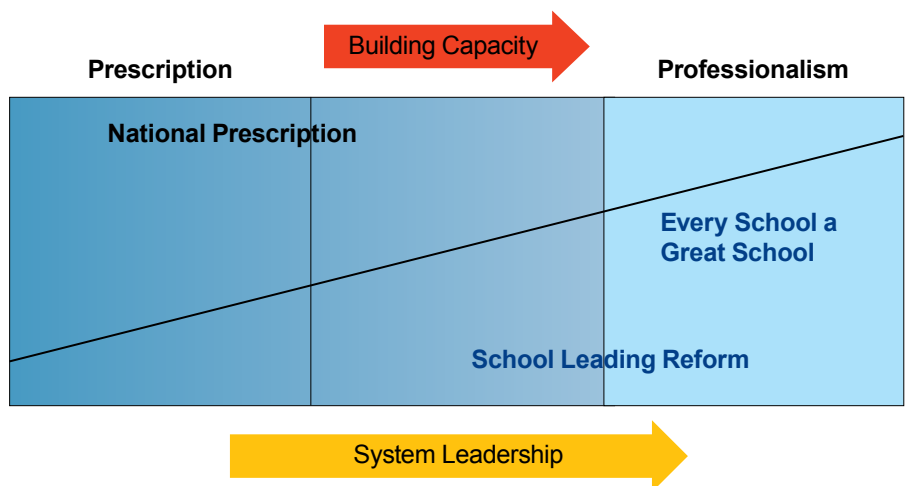 Building Capacity
Prescription
Professionalism
National Prescription
Every School a
Great School
School Leading Reform
System Leadership